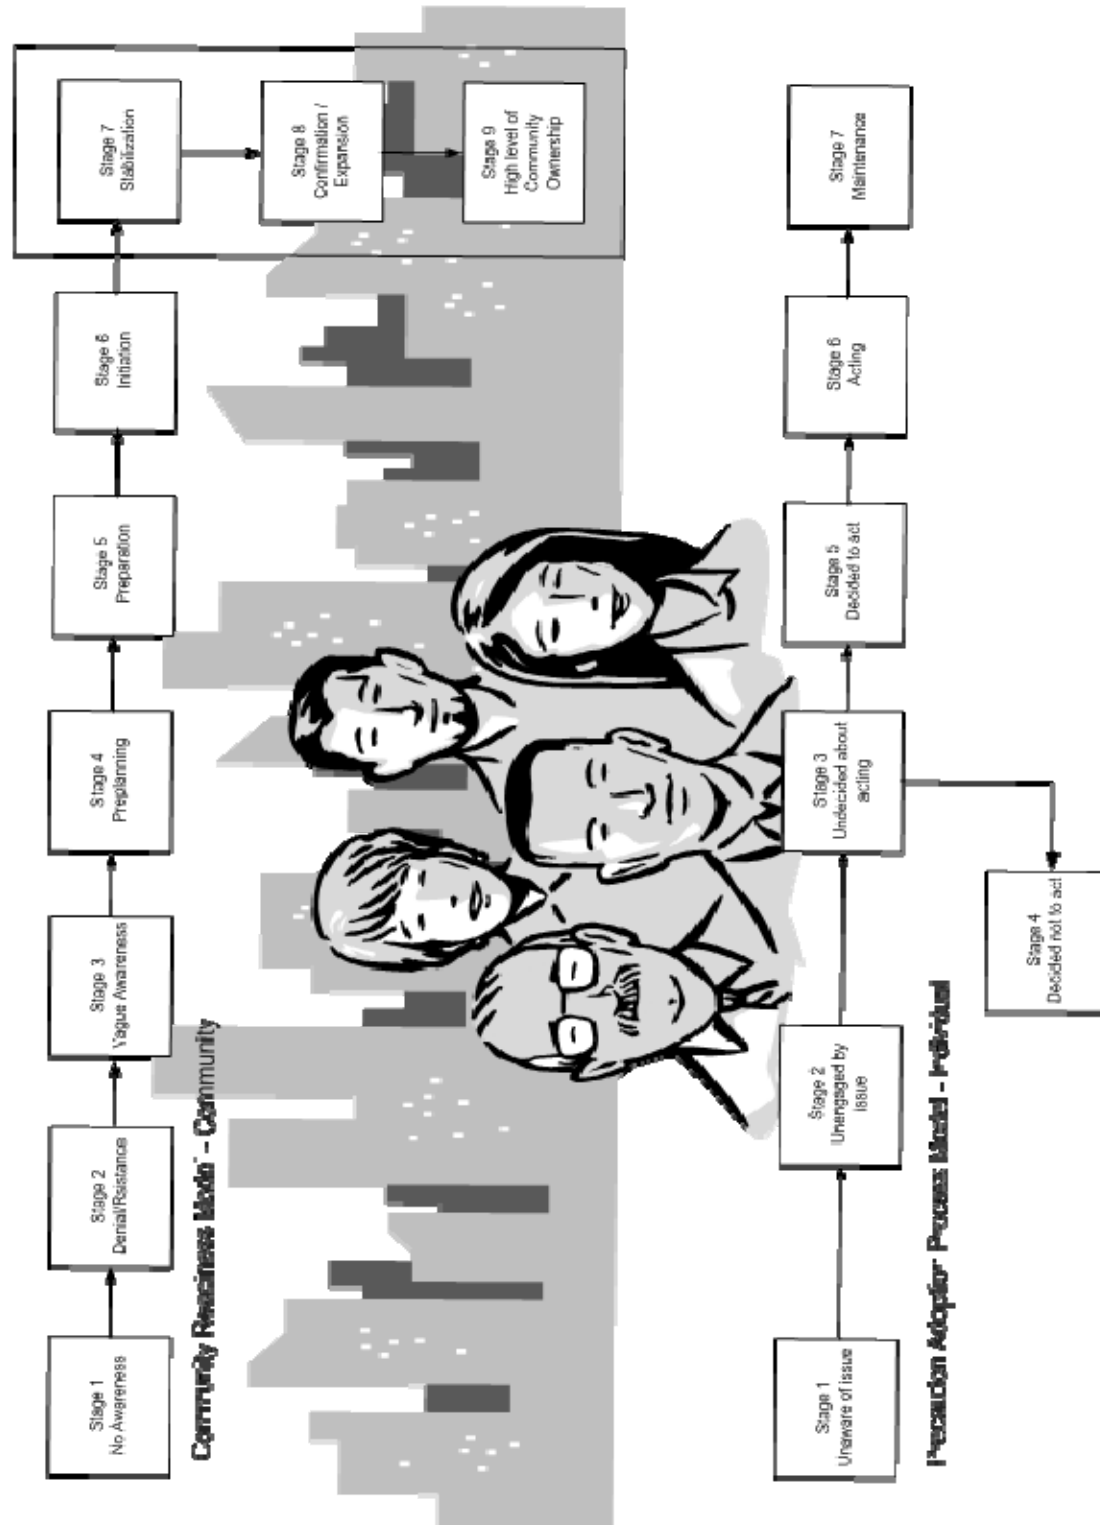 Stage 1
No Awareness
Stage 2
Denial/Rsistance
Stage 3
Vague Awareness
Stage 4
Preplanning
Stage 5
Preparation
Stage 6
Initiation
Stage 7
Stabilization
Stage 8
Confirmation /
Expansion
Stage 9
High level of
Community
Ownership
Community Readiness Model - Community
Stage 1
Unaware of issue
Stage 2
Unengaged by
issue
Stage 3
Undecided about
acting
Stage 4
Decided not to act
Stage 5
Decided to act
Stage 6
Acting
Stage 7
Maintenance
Precaution Adoption Process Model - Individual